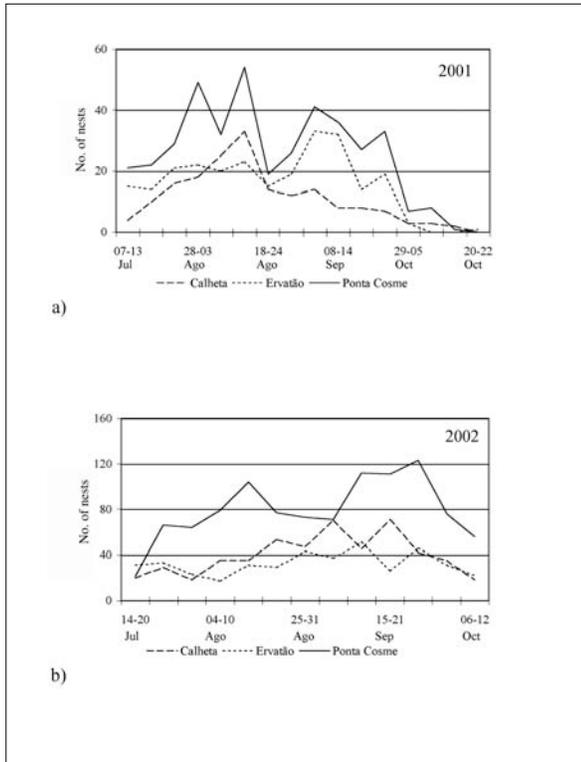 2001
No. of nests
60
40
20
0
07-13 28-03 18-24 08-14 29-05 20-22
Jul Ago Ago Sep Oct Oct
Calheta Ervatão Ponta Cosme
a)
2002
No. of nests
160
120
80
40
0
14-20 04-10 25-31 15-21 06-12
Jul Ago Ago Sep Oct
Calheta Ervatão Ponta Cosme
b)